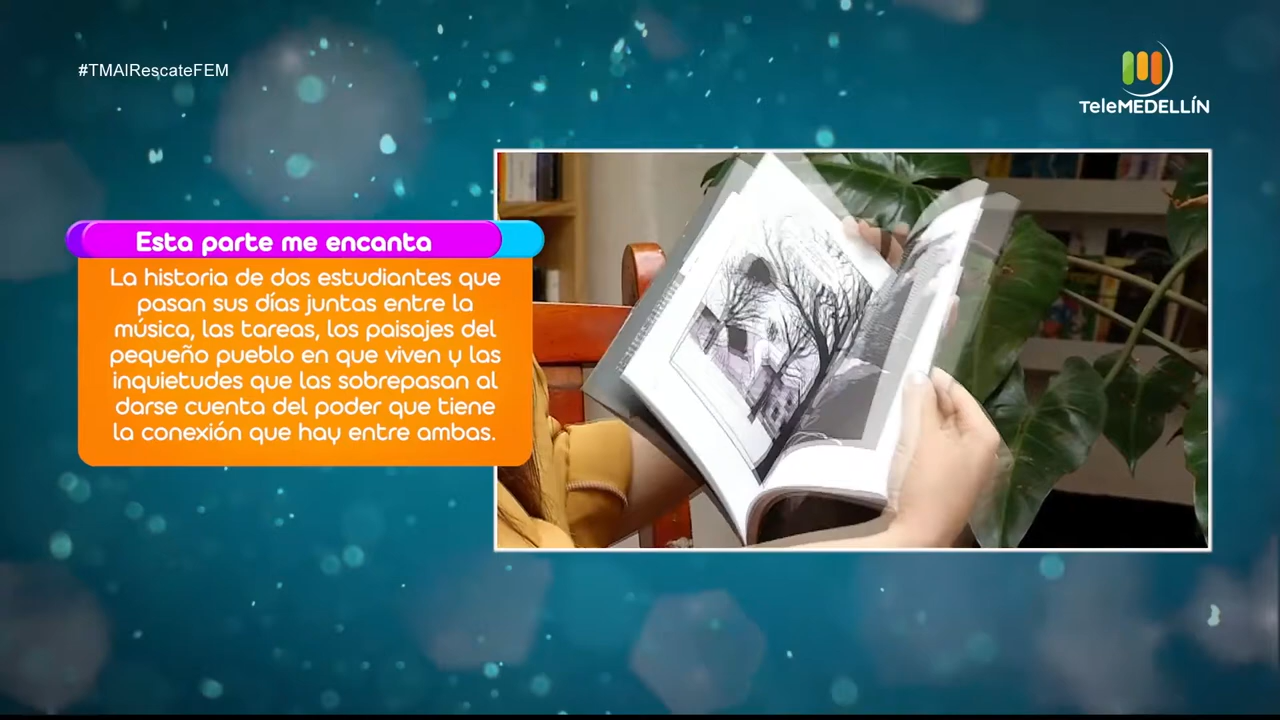 #TMAlRescateFEM
TeleMEDELLÍN
Esta parte me encanta
La historia de dos estudiantes que
pasan sus días juntas entre la
música, las tareas, los paisajes del
pequeño pueblo en que viven y las
inquietudes que las sobrepasan al
darse cuenta del poder que tiene
la conexión que hay entre ambas.